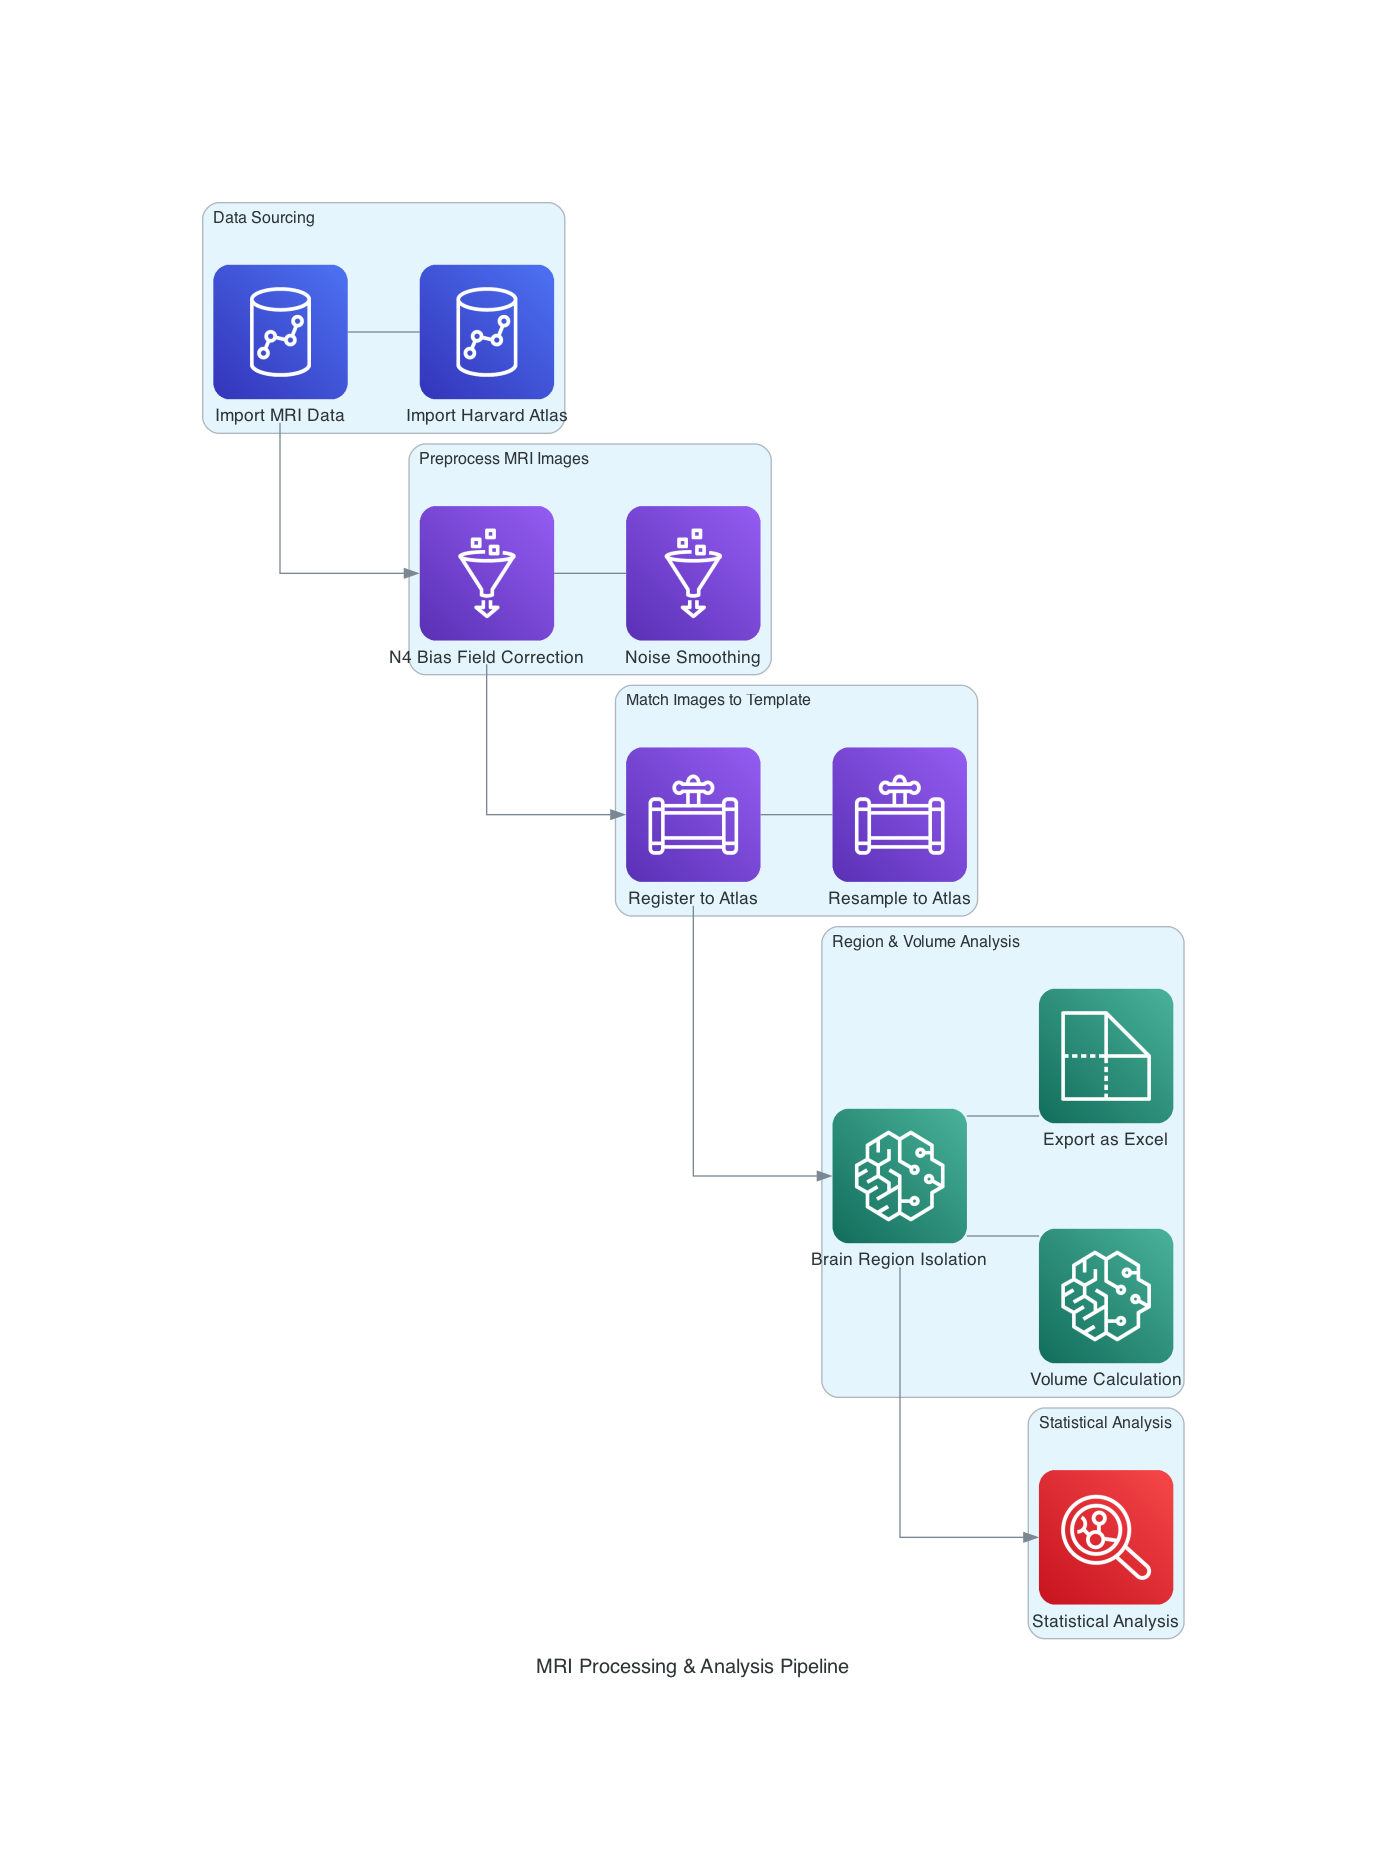 Data Sourcing
Import MRI Data
Import Harvard Atlas
Preprocess MRI Images
N4 Bias Field Correction
Noise Smoothing
Match Images to Template
Register to Atlas
Resample to Atlas
Region & Volume Analysis
Export as Excel
Brain Region Isolation
Volume Calculation
Statistical Analysis
Statistical Analysis
MRI Processing & Analysis Pipeline